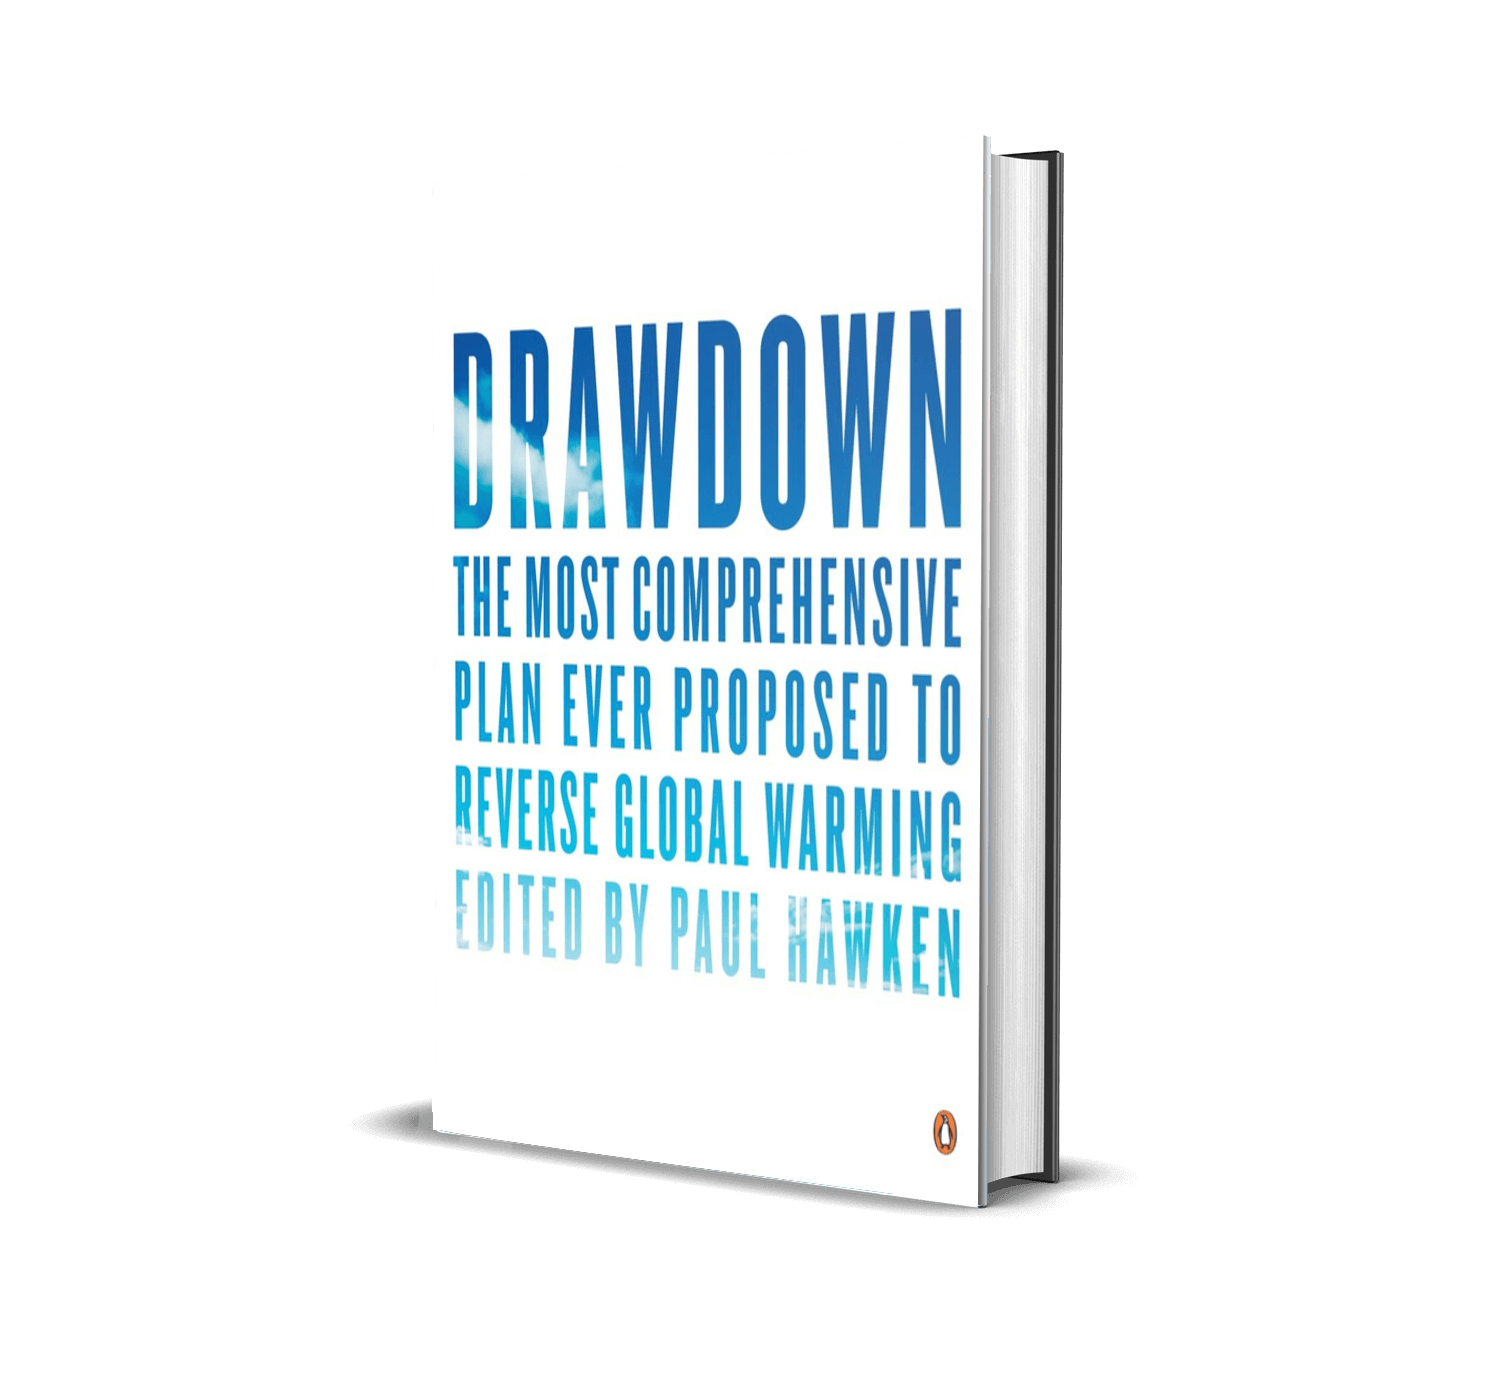 DRAWDOWN
THE MOST COMPREHENSIVE
PLAN EVER PROPOSED TO
REVERSE GLOBAL WARMING
EDITED BY PAUL HAWKEN